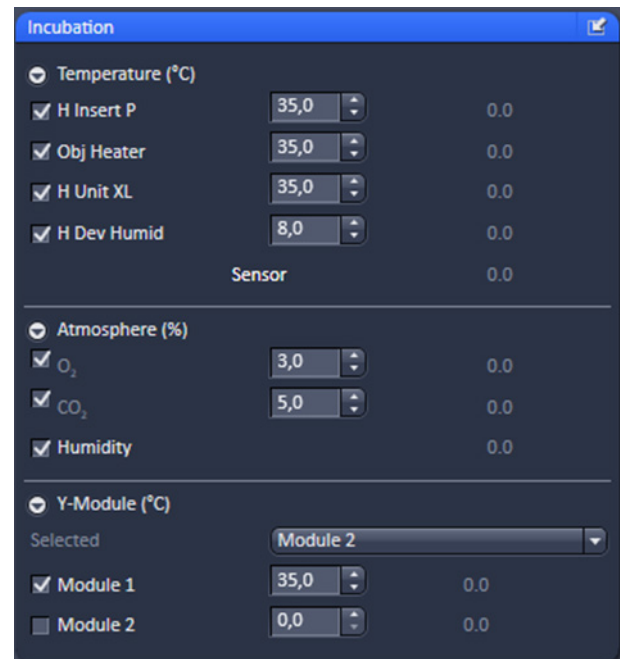 Incubation
Temperature (°C)
H Insert P 35,0 0.0
Obj Heater 35,0 0.0
H Unit XL 35,0 0.0
H Dev Humid 8,0 0.0
Sensor 0.0
Atmosphere (%)
O₂ 3,0 0.0
CO₂ 5,0 0.0
Humidity 0.0
Y-Module (°C)
Selected Module 2
Module 1 35,0 0.0
Module 2 0,0 0.0